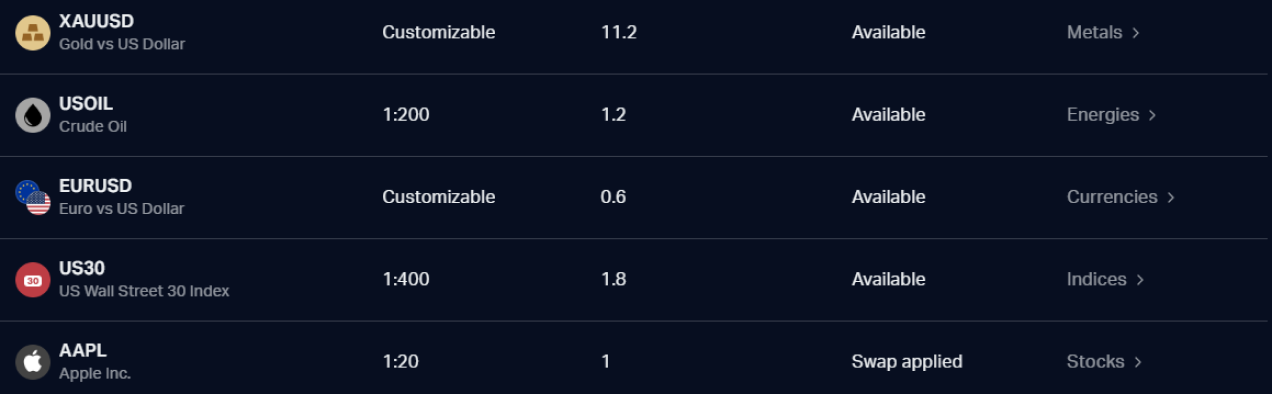 XAUUSD
Gold vs US Dollar
Customizable
11.2
Available
Metals
USOIL
Crude Oil
1:200
1.2
Available
Energies
EURUSD
Euro vs US Dollar
Customizable
0.6
Available
Currencies
30
US30
US Wall Street 30 Index
1:400
1.8
Available
Indices
AAPL
Apple Inc.
1:20
1
Swap applied
Stocks